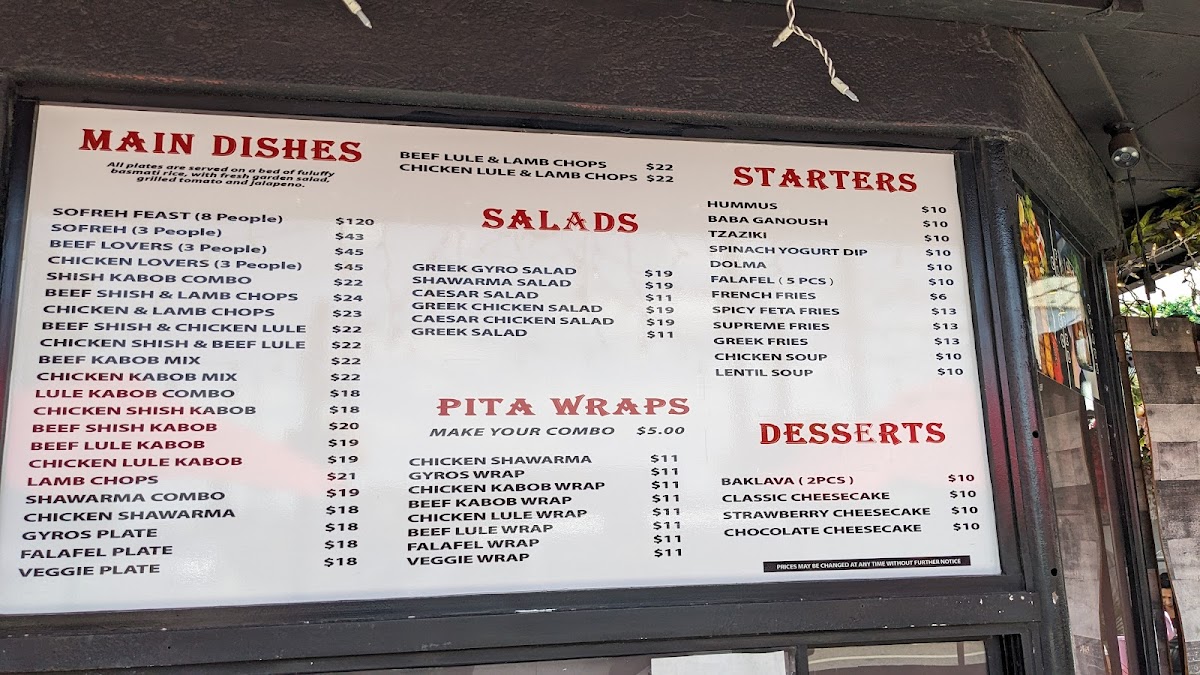 MAIN DISHES
All plates are served on a bed of fuluffy
basmati rice, with fresh garden salad,
grilled tomato and jalapeno.
SOFREH FEAST (8 People) $120
SOFREH (3 People) $43
BEEF LOVERS (3 People) $45
CHICKEN LOVERS (3 People) $45
SHISH KABOB COMBO $22
BEEF SHISH & LAMB CHOPS $24
CHICKEN & LAMB CHOPS $23
BEEF SHISH & CHICKEN LULE $22
CHICKEN SHISH & BEEF LULE $22
BEEF KABOB MIX $22
CHICKEN KABOB MIX $22
LULE KABOB COMBO $18
CHICKEN SHISH KABOB $18
BEEF SHISH KABOB $20
BEEF LULE KABOB $19
CHICKEN LULE KABOB $19
LAMB CHOPS $21
SHAWARMA COMBO $19
CHICKEN SHAWARMA $18
GYROS PLATE $18
FALAFEL PLATE $18
VEGGIE PLATE $18
BEEF LULE & LAMB CHOPS $22
CHICKEN LULE & LAMB CHOPS $22
SALADS
GREEK GYRO SALAD $19
SHAWARMA SALAD $19
CAESAR SALAD $11
GREEK CHICKEN SALAD $19
CAESAR CHICKEN SALAD $19
GREEK SALAD $11
PITA WRAPS
MAKE YOUR COMBO $5.00
CHICKEN SHAWARMA $11
GYROS WRAP $11
CHICKEN KABOB WRAP $11
BEEF KABOB WRAP $11
CHICKEN LULE WRAP $11
BEEF LULE WRAP $11
FALAFEL WRAP $11
VEGGIE WRAP $11
STARTERS
HUMMUS $10
BABA GANOUSH $10
TZAZIKI $10
SPINACH YOGURT DIP $10
DOLMA $10
FALAFEL ( 5 PCS ) $10
FRENCH FRIES $6
SPICY FETA FRIES $13
SUPREME FRIES $13
GREEK FRIES $13
CHICKEN SOUP $10
LENTIL SOUP $10
DESSERTS
BAKLAVA ( 2PCS ) $10
CLASSIC CHEESECAKE $10
STRAWBERRY CHEESECAKE $10
CHOCOLATE CHEESECAKE $10
PRICES MAY BE CHANGED AT ANY TIME WITHOUT FURTHER NOTICE